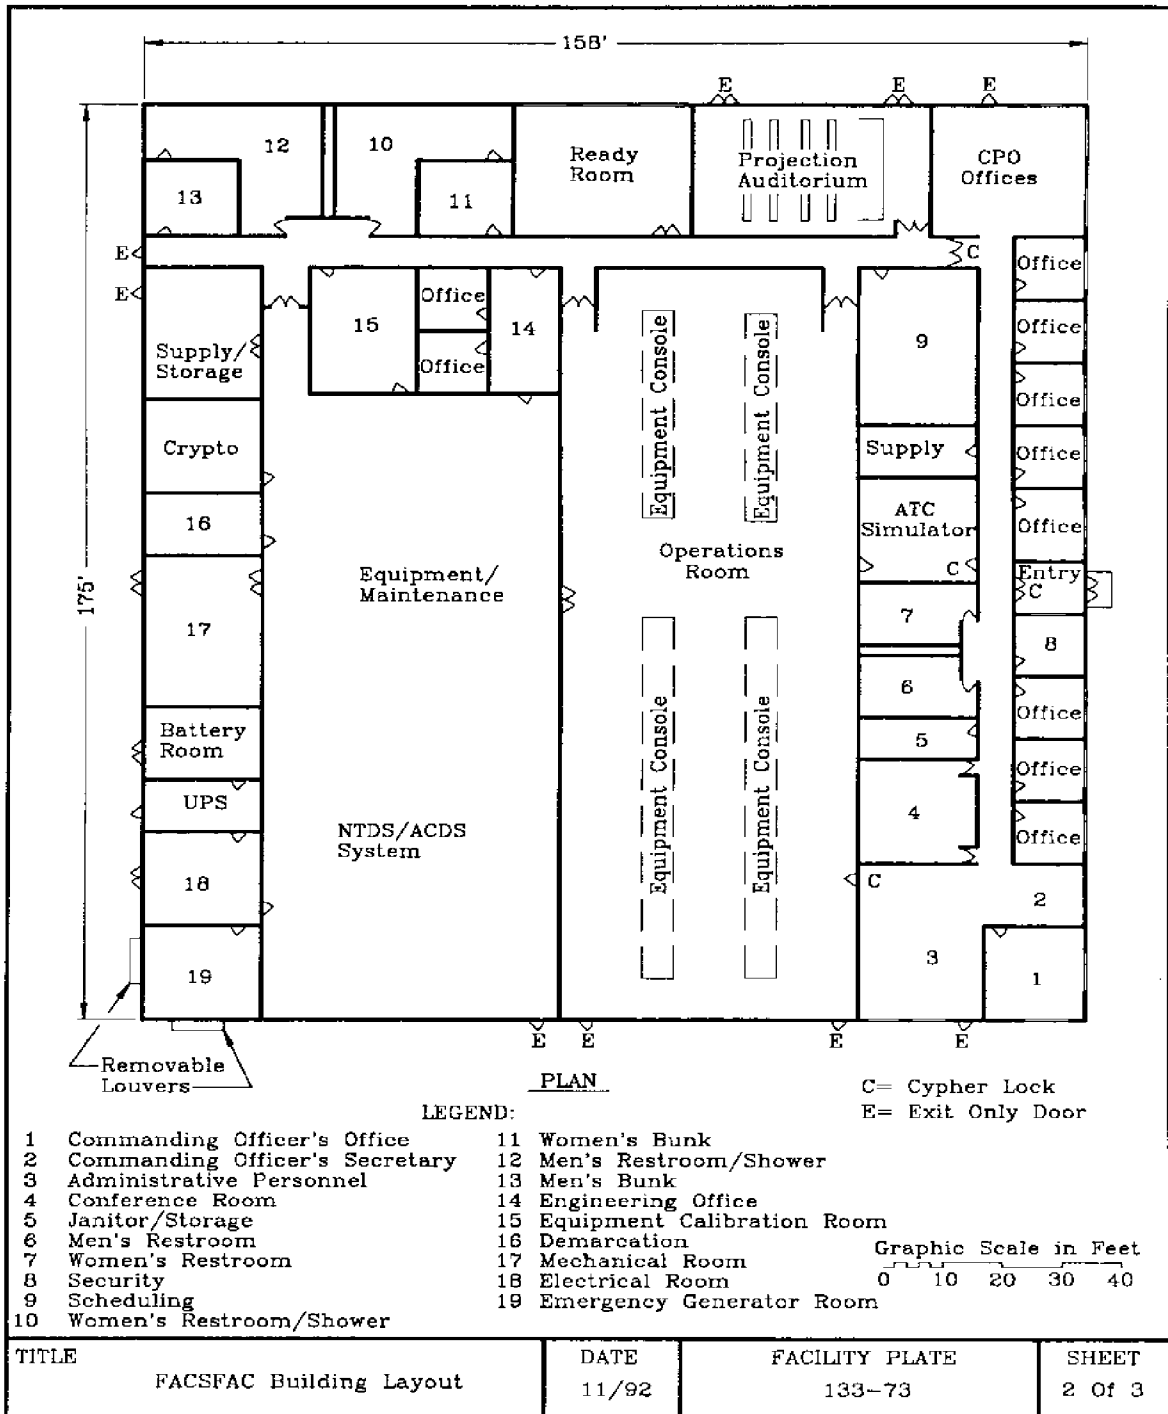 158'
E
E
E
12
10
Ready
Room
Projection
Auditorium
CPO
Offices
13
11
E
C
Office
E
Office
Office
15
14
9
Office
Supply/
Storage
Equipment Console
Equipment Console
Office
Office
Crypto
Supply
Office
16
ATC
Simulator
Office
Operations
Room
C
Entry
C
Equipment/
Maintenance
175'
17
7
8
6
Office
Battery
Room
5
Equipment Console
Equipment Console
Office
UPS
NTDS/ACDS
System
4
Office
18
C
2
19
3
1
E
E
E
E
Removable
Louvers
PLAN
C= Cypher Lock
E= Exit Only Door
LEGEND:
1 Commanding Officer's Office
2 Commanding Officer's Secretary
3 Administrative Personnel
4 Conference Room
5 Janitor/Storage
6 Men's Restroom
7 Women's Restroom
8 Security
9 Scheduling
10 Women's Restroom/Shower
11 Women's Bunk
12 Men's Restroom/Shower
13 Men's Bunk
14 Engineering Office
15 Equipment Calibration Room
16 Demarcation
17 Mechanical Room
18 Electrical Room
19 Emergency Generator Room
Graphic Scale in Feet
0 10 20 30 40
TITLE
FACSFAC Building Layout
DATE
11/92
FACILITY PLATE
133-73
SHEET
2 Of 3